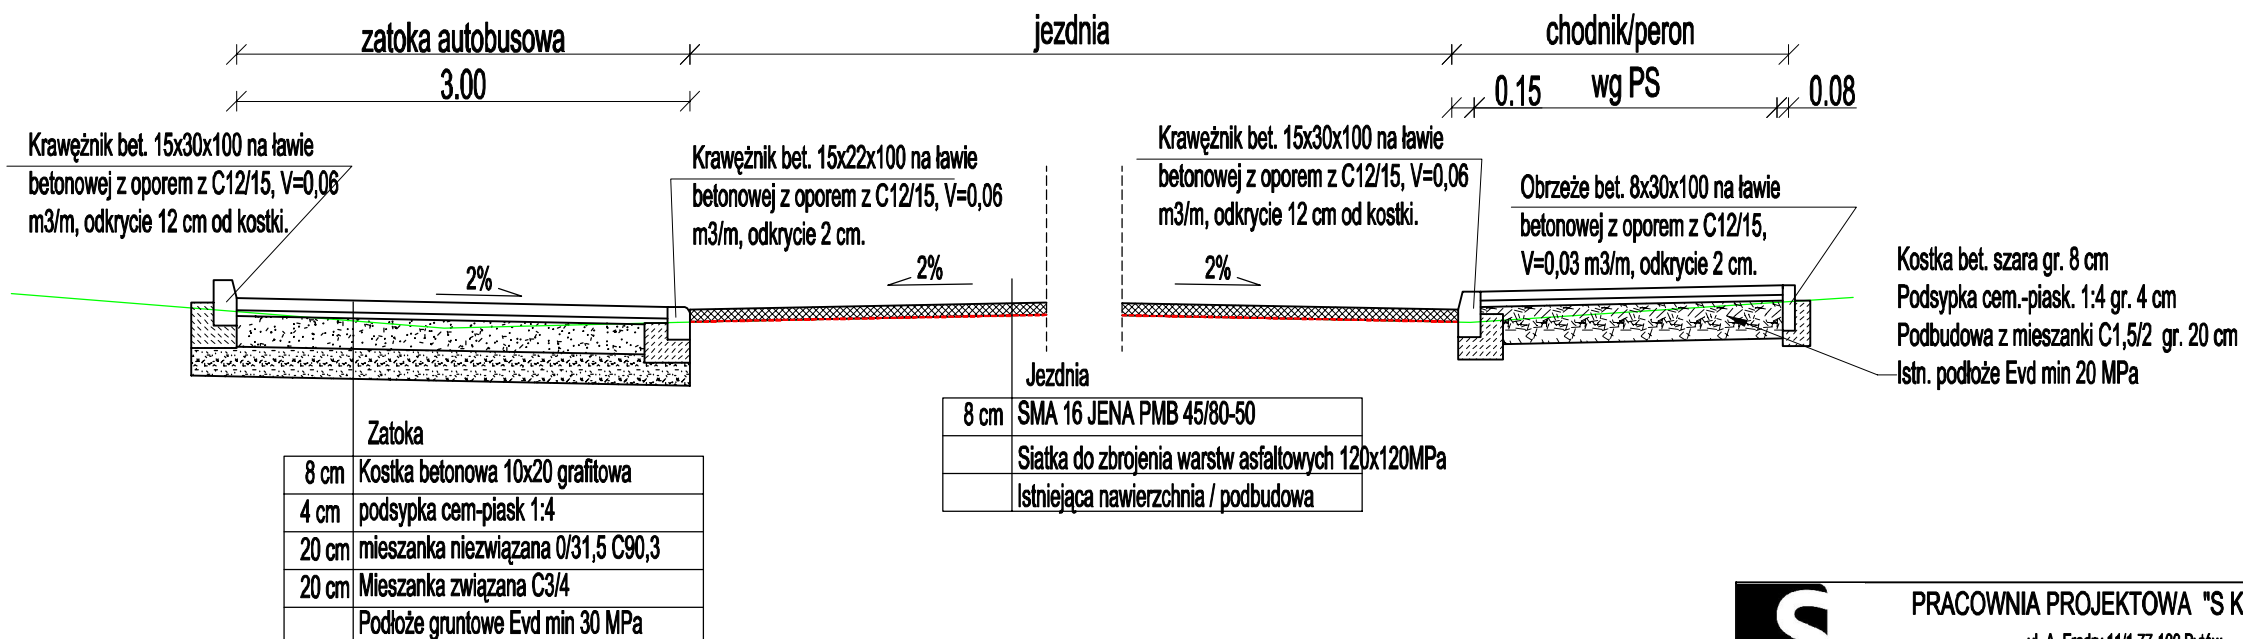 zatoka autobusowa
jezdnia
chodnik/peron
3.00
0.15
wg PS
0.08
Krawężnik bet. 15x30x100 na ławie
betonowej z oporem z C12/15, V=0,06
m3/m, odkrycie 12 cm od kostki.
Krawężnik bet. 15x22x100 na ławie
betonowej z oporem z C12/15, V=0,06
m3/m, odkrycie 2 cm.
Krawężnik bet. 15x30x100 na ławie
betonowej z oporem z C12/15, V=0,06
m3/m, odkrycie 12 cm od kostki.
Obrzeże bet. 8x30x100 na ławie
betonowej z oporem z C12/15,
V=0,03 m3/m, odkrycie 2 cm.
Kostka bet. szara gr. 8 cm
Podsypka cem.-piask. 1:4 gr. 4 cm
Podbudowa z mieszanki C1,5/2 gr. 20 cm
Istn. podłoże Evd min 20 MPa
2%
2%
2%
Jezdnia
8 cm SMA 16 JENA PMB 45/80-50
Siatka do zbrojenia warstw asfaltowych 120x120MPa
Istniejąca nawierzchnia / podbudowa
Zatoka
8 cm Kostka betonowa 10x20 grafitowa
4 cm podsypka cem-piask 1:4
20 cm mieszanka niezwiązana 0/31,5 C90,3
20 cm Mieszanka związana C3/4
Podłoże gruntowe Evd min 30 MPa
S
PRACOWNIA PROJEKTOWA "S K